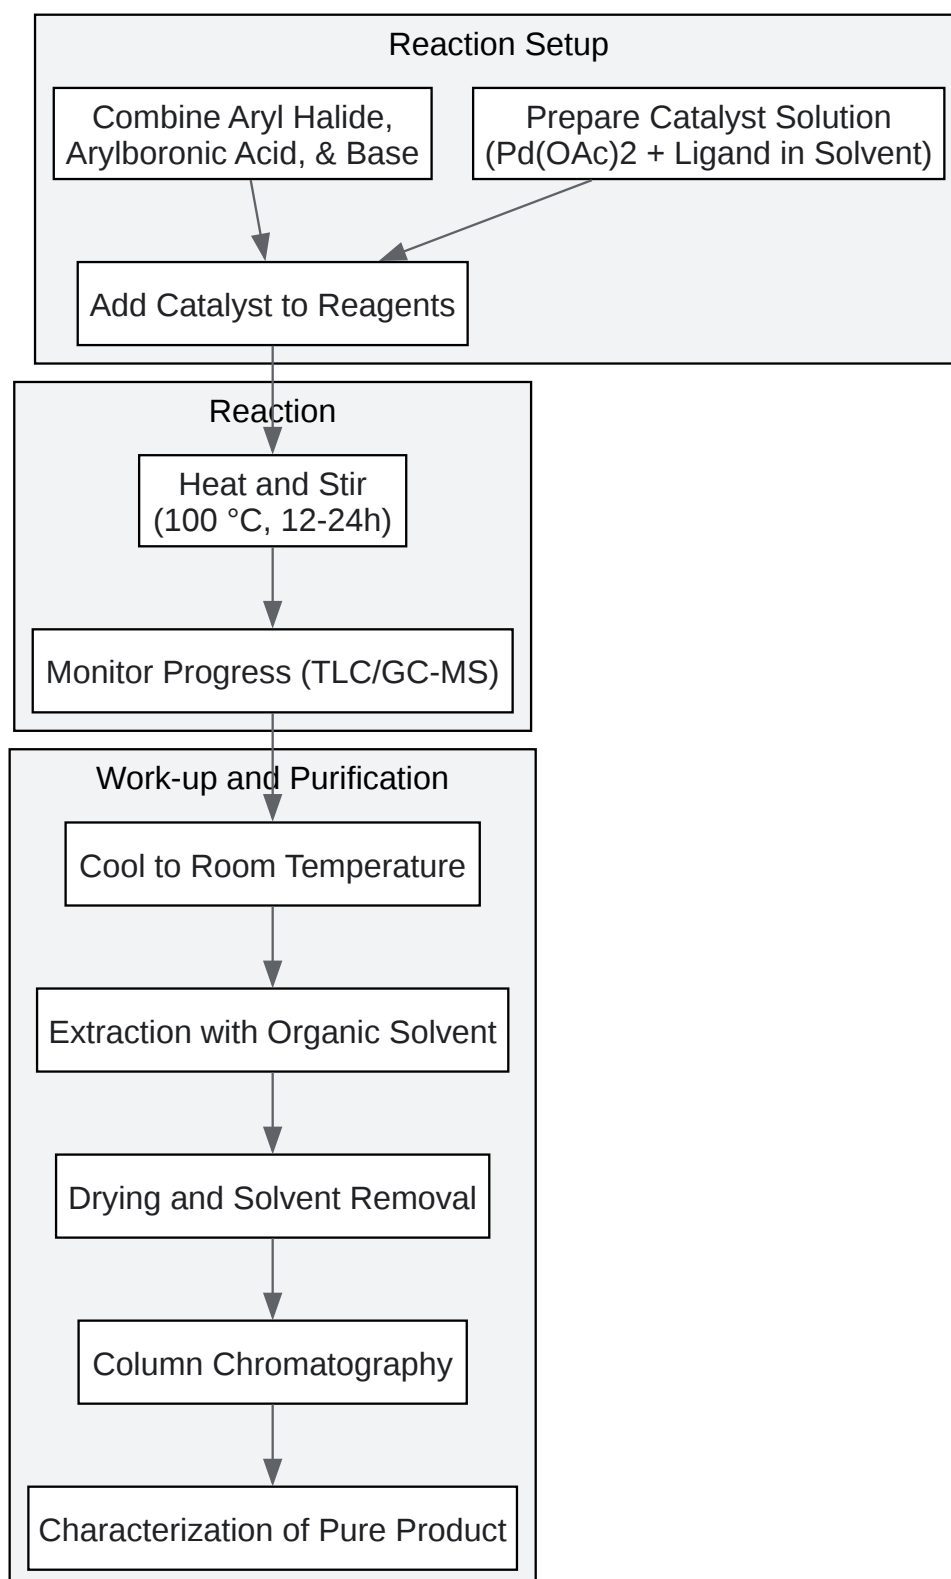 Reaction Setup
Combine Aryl Halide,
Arylboronic Acid, & Base
Prepare Catalyst Solution
(Pd(OAc)2 + Ligand in Solvent)
Add Catalyst to Reagents
Reaction
Heat and Stir
(100 °C, 12-24h)
Monitor Progress (TLC/GC-MS)
Work-up and Purification
Cool to Room Temperature
Extraction with Organic Solvent
Drying and Solvent Removal
Column Chromatography
Characterization of Pure Product